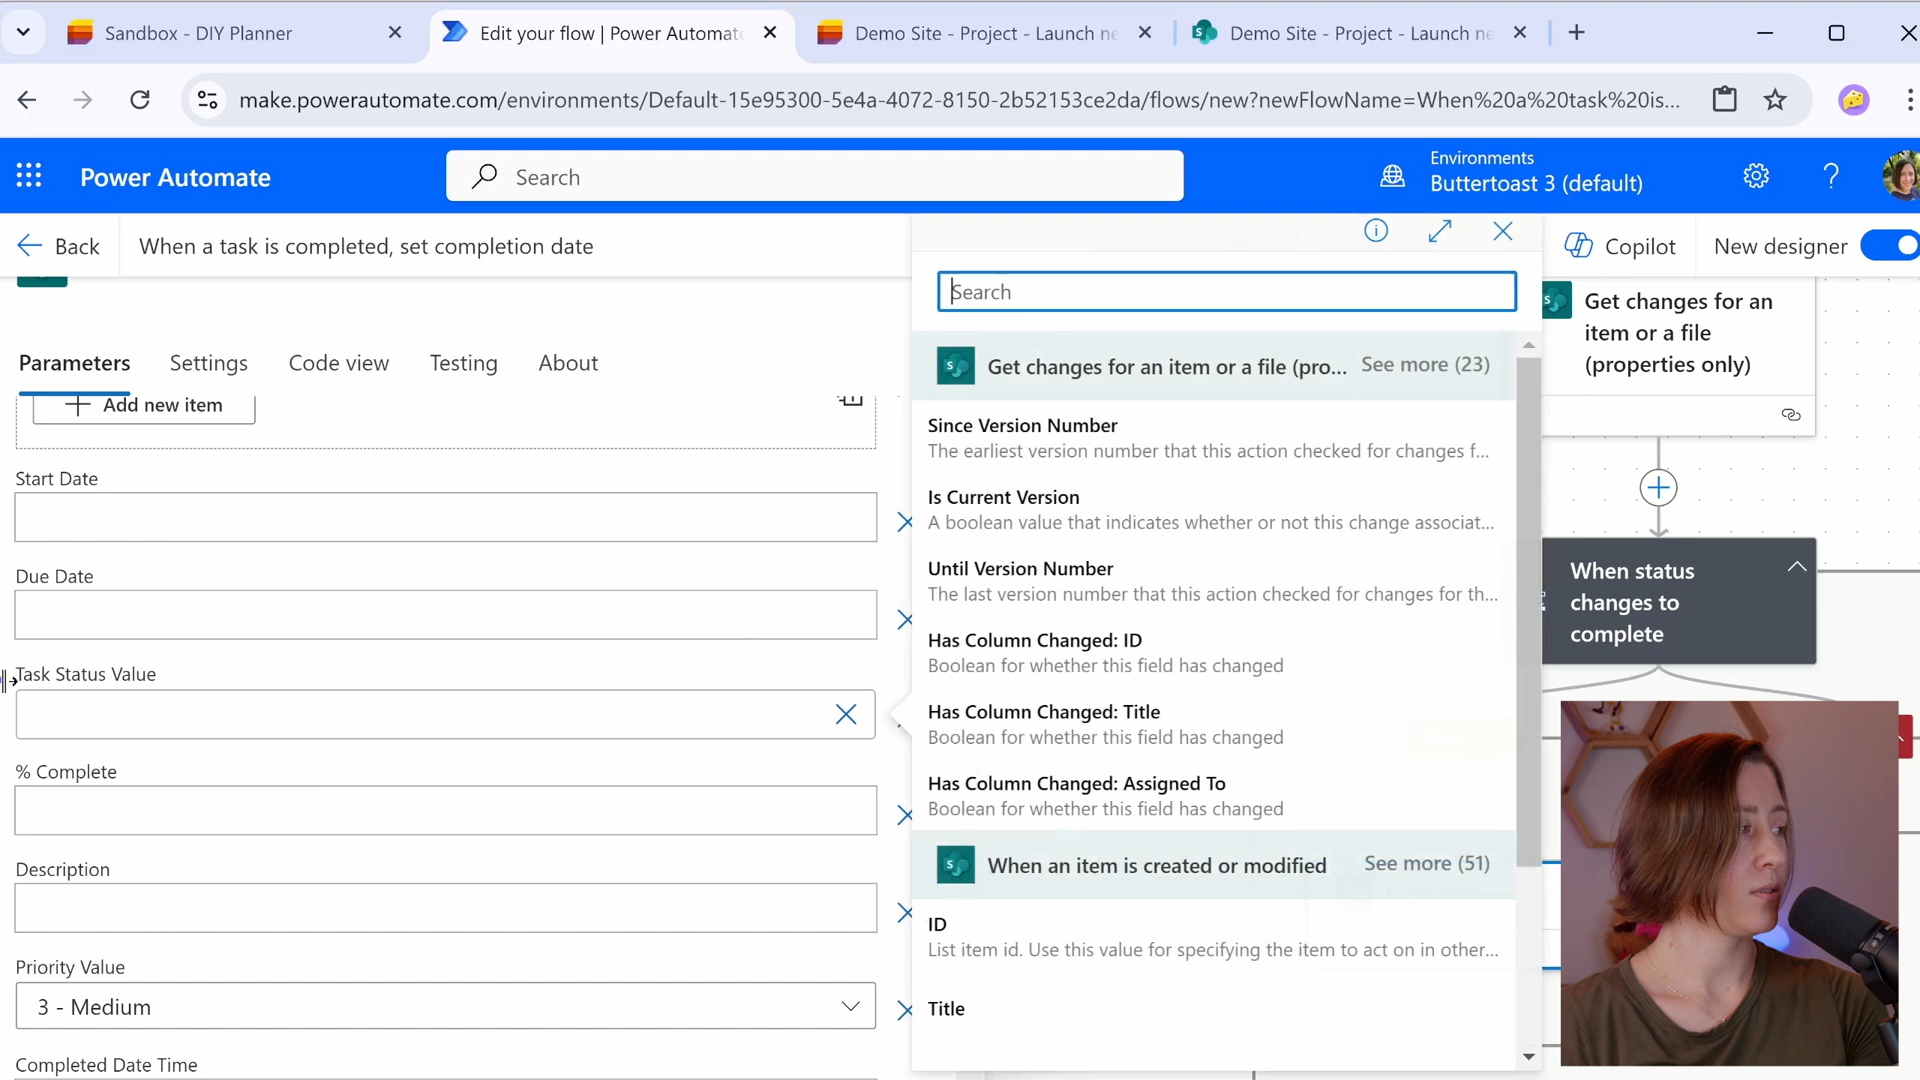 Sandbox - DIY Planner
Edit your flow | Power Automate
Demo Site - Project - Launch ne
Demo Site - Project - Launch ne
make.powerautomate.com/environments/Default-15e95300-5e4a-4072-8150-2b52153ce2da/flows/new?newFlowName=When%20a%20task%20is...
Power Automate
Search
Environments
Buttertoast 3 (default)
Back
When a task is completed, set completion date
Copilot
New designer
Parameters
Settings
Code view
Testing
About
Add new item
Start Date
Due Date
Task Status Value
% Complete
Description
Priority Value
3 - Medium
Completed Date Time
Search
Get changes for an item or a file (pro...
See more (23)
Since Version Number
The earliest version number that this action checked for changes f...
Is Current Version
A boolean value that indicates whether or not this change associat...
Until Version Number
The last version number that this action checked for changes for th...
Has Column Changed: ID
Boolean for whether this field has changed
Has Column Changed: Title
Boolean for whether this field has changed
Has Column Changed: Assigned To
Boolean for whether this field has changed
When an item is created or modified
See more (51)
ID
List item id. Use this value for specifying the item to act on in other...
Title
Get changes for an
item or a file
(properties only)
When status
changes to
complete